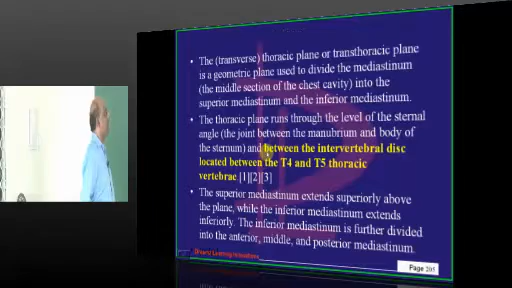 • The (transverse) thoracic plane or transthoracic plane
is a geometric plane used to divide the mediastinum
(the middle section of the chest cavity) into the
superior mediastinum and the inferior mediastinum.
• The thoracic plane runs through the level of the sternal
angle (the joint between the manubrium and body of
the sternum) and between the intervertebral disc
located between the T4 and T5 thoracic
vertebrae [1][2][3]
• The superior mediastinum extends superiorly above
the plane, while the inferior mediastinum extends
inferiorly. The inferior mediastinum is further divided
into the anterior, middle, and posterior mediastinum.
Learning Innovations
Page 395